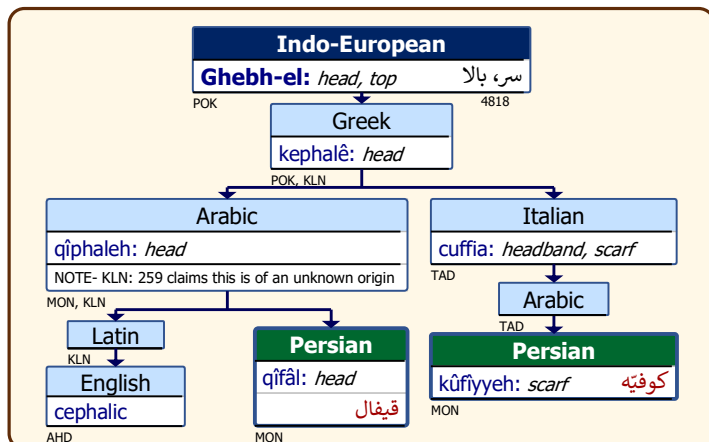 Indo-European
Ghebh-el: head, top سر، بالا
POK 4818
Greek
kephalê: head
POK, KLN
Arabic
qîphaleh: head
NOTE- KLN: 259 claims this is of an unknown origin
MON, KLN
Italian
cuffia: headband, scarf
TAD
Latin
KLN
English
cephalic
AHD
Persian
qîfâl: head
قیفال
MON
Arabic
TAD
Persian
kûfîyyeh: scarf کوفیّه
MON